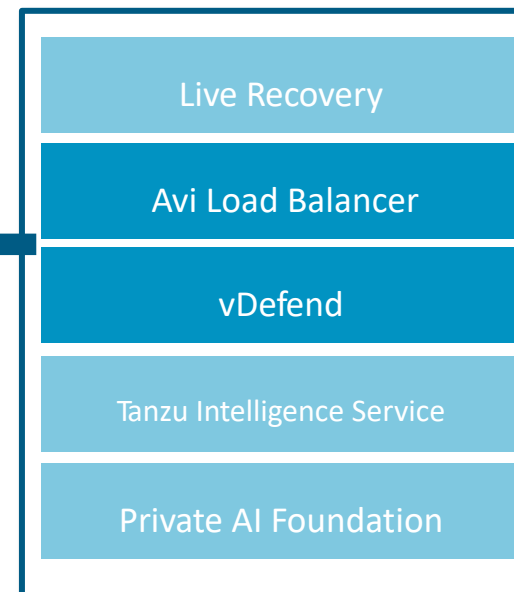 Live Recovery
Avi Load Balancer
vDefend
Tanzu Intelligence Service
Private AI Foundation